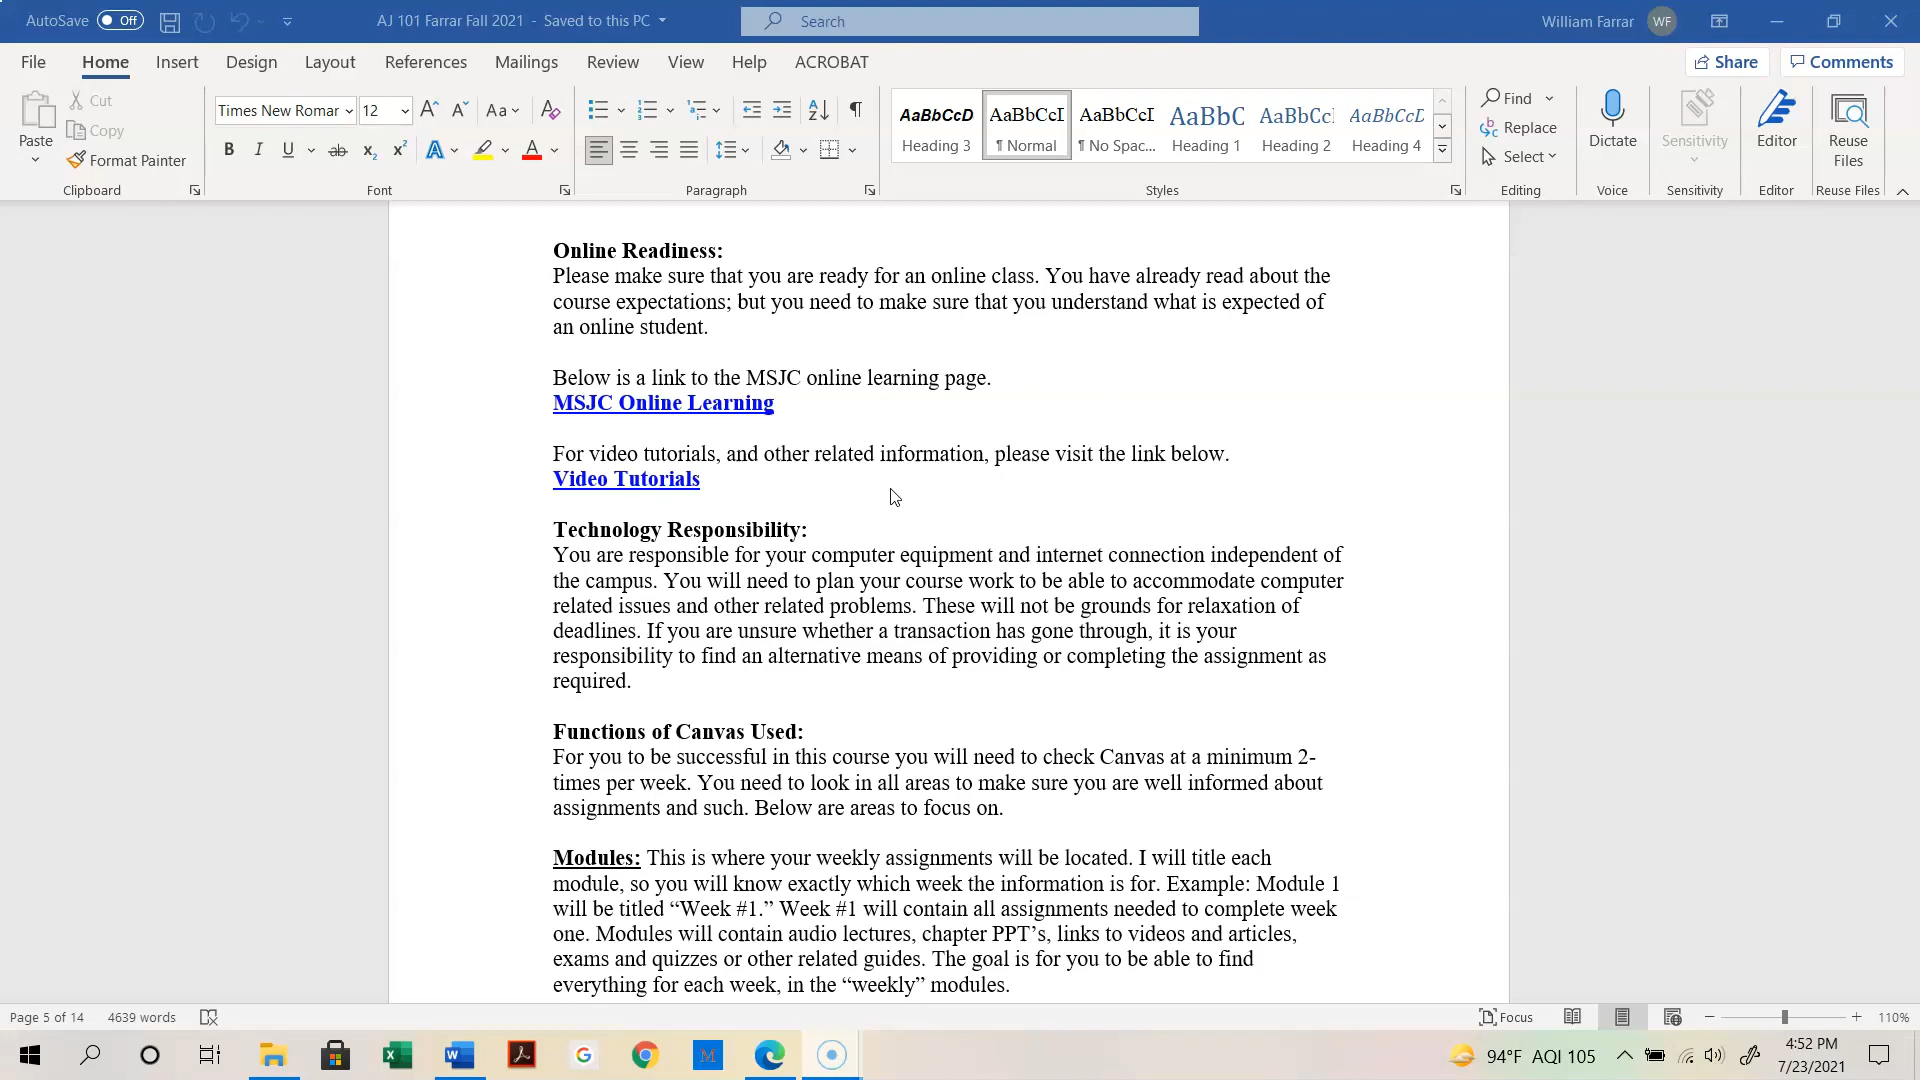 AutoSave Off AJ 101 Farrar Fall 2021 - Saved to this PC Search William Farrar WF
File Home Insert Design Layout References Mailings Review View Help ACROBAT Share Comments
Paste Cut Copy Format Painter
Times New Romar 12 Aa
B I U ab x₂ x² A A
AaBbCcD AaBbCcI AaBbCcI AaBbC AaBbCcI AaBbCcD
Heading 3 ¶ Normal ¶ No Spac... Heading 1 Heading 2 Heading 4
Find Replace Select
Dictate Sensitivity Editor Reuse Files
Clipboard Font Paragraph Styles Editing Voice Sensitivity Editor Reuse Files
Online Readiness:
Please make sure that you are ready for an online class. You have already read about the
course expectations; but you need to make sure that you understand what is expected of
an online student.
Below is a link to the MSJC online learning page.
MSJC Online Learning
For video tutorials, and other related information, please visit the link below.
Video Tutorials
Technology Responsibility:
You are responsible for your computer equipment and internet connection independent of
the campus. You will need to plan your course work to be able to accommodate computer
related issues and other related problems. These will not be grounds for relaxation of
deadlines. If you are unsure whether a transaction has gone through, it is your
responsibility to find an alternative means of providing or completing the assignment as
required.
Functions of Canvas Used:
For you to be successful in this course you will need to check Canvas at a minimum 2-
times per week. You need to look in all areas to make sure you are well informed about
assignments and such. Below are areas to focus on.
Modules: This is where your weekly assignments will be located. I will title each
module, so you will know exactly which week the information is for. Example: Module 1
will be titled “Week #1.” Week #1 will contain all assignments needed to complete week
one. Modules will contain audio lectures, chapter PPT’s, links to videos and articles,
exams and quizzes or other related guides. The goal is for you to be able to find
everything for each week, in the “weekly” modules.
Page 5 of 14 4639 words Focus 110%
94°F AQI 105 4:52 PM
7/23/2021